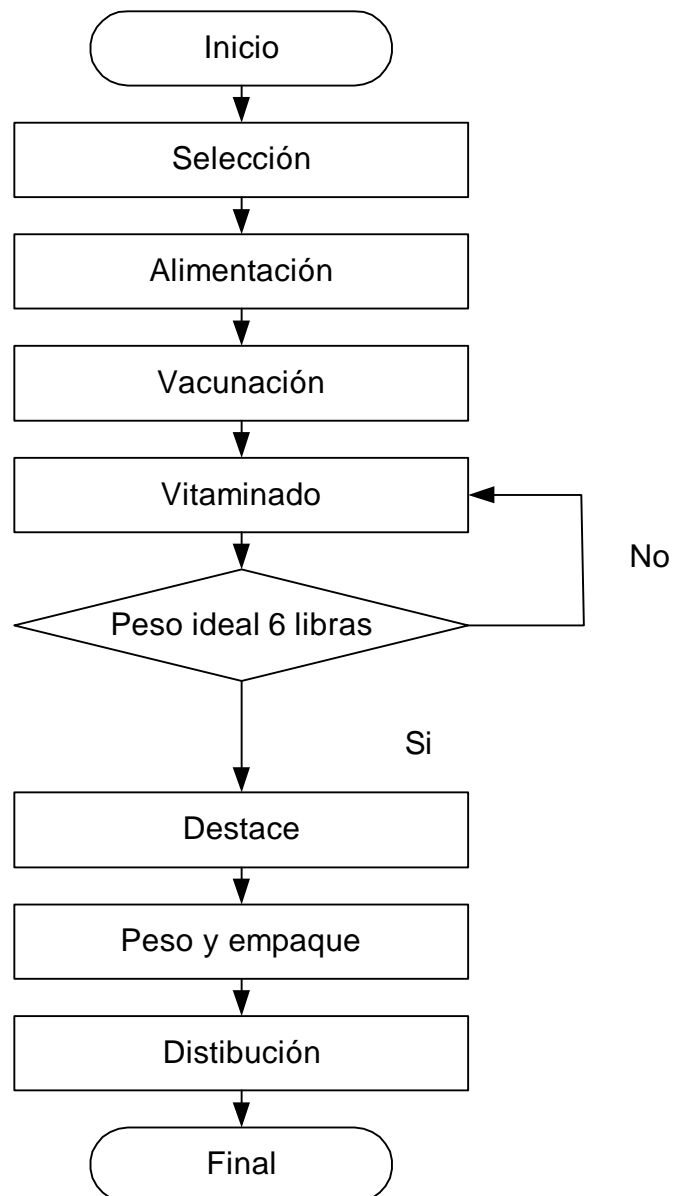 Inicio
Selección
Alimentación
Vacunación
Vitaminado
No
Peso ideal 6 libras
Si
Destace
Peso y empaque
Distibución
Final